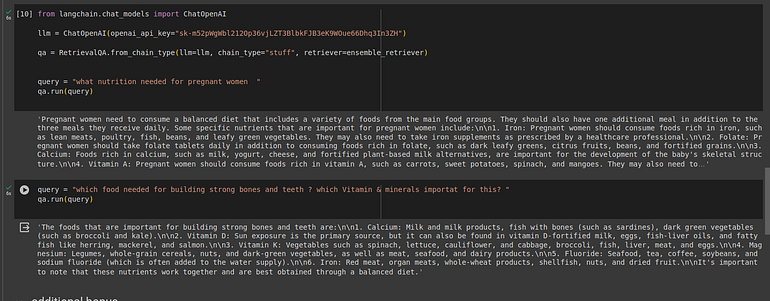 [10] from langchain.chat_models import ChatOpenAI
5s
llm = ChatOpenAI(openai_api_key="")
qa = RetrievalQA.from_chain_type(llm=llm, chain_type="stuff", retriever=ensemble_retriever)
query = "what nutrition needed for pregnant women  "
qa.run(query)
'Pregnant women need to consume a balanced diet that includes a variety of foods from the main food groups. They should also have one additional meal in addition to the
three meals they receive daily. Some specific nutrients that are important for pregnant women include:\n\n1. Iron: Pregnant women should consume foods rich in iron, such
as lean meats, poultry, fish, beans, and leafy green vegetables. They may also need to take iron supplements as prescribed by a healthcare professional.\n\n2. Folate: Pr
egnant women should take folate tablets daily in addition to consuming foods rich in folate, such as dark leafy greens, citrus fruits, beans, and fortified grains.\n\n3.
Calcium: Foods rich in calcium, such as milk, yogurt, cheese, and fortified plant-based milk alternatives, are important for the development of the baby's skeletal struc
ture.\n\n4. Vitamin A: Pregnant women should consume foods rich in vitamin A, such as carrots, sweet potatoes, spinach, and mangoes. They may also need to...'
query = "which food needed for building strong bones and teeth ? which Vitamin & minerals importat for this? "
5s
qa.run(query)
'The foods that are important for building strong bones and teeth are:\n\n1. Calcium: Milk and milk products, fish with bones (such as sardines), dark green vegetables
(such as broccoli and kale).\n\n2. Vitamin D: Sun exposure is the primary source, but it can also be found in vitamin D-fortified milk, eggs, fish-liver oils, and fatty
fish like herring, mackerel, and salmon.\n\n3. Vitamin K: Vegetables such as spinach, lettuce, cauliflower, and cabbage, broccoli, fish, liver, meat, and eggs.\n\n4. Mag
nesium: Legumes, whole-grain cereals, nuts, and dark-green vegetables, as well as meat, seafood, and dairy products.\n\n5. Fluoride: Seafood, tea, coffee, soybeans, and
sodium fluoride (which is often added to the water supply).\n\n6. Iron: Red meat, organ meats, whole-wheat products, shellfish, nuts, and dried fruit.\n\nIt's important
to note that these nutrients work together and are best obtained through a balanced diet.'
additional bonus